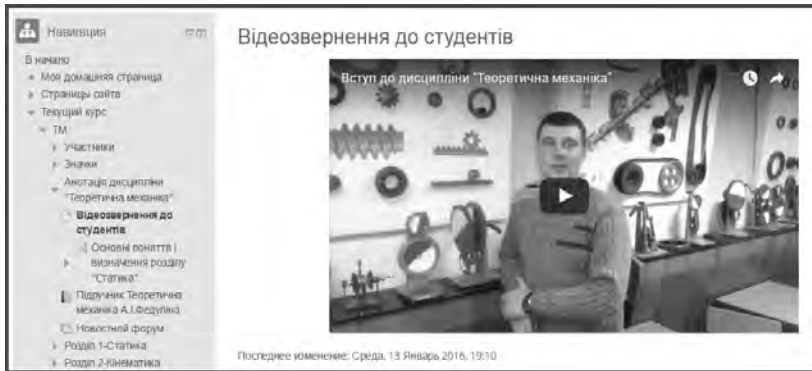 Навигация
В начало
Моя домашняя страница
Страницы сайта
Текущий курс
ТМ
Участники
Значки
Анотація дисципліни
"Теоретична механіка"
Відеозвернення до
студентів
Основні поняття і
визначення розділу
"Статика"
Підручник Теоретична
механіка А.І.Федуліна
Новостной форум
Розділ 1-Статика
Розділ 2-Кінематика
Відеозвернення до студентів
Вступ до дисципліни "Теоретична механіка"
Последнее изменение: Среда, 13 Январь 2016, 19:10